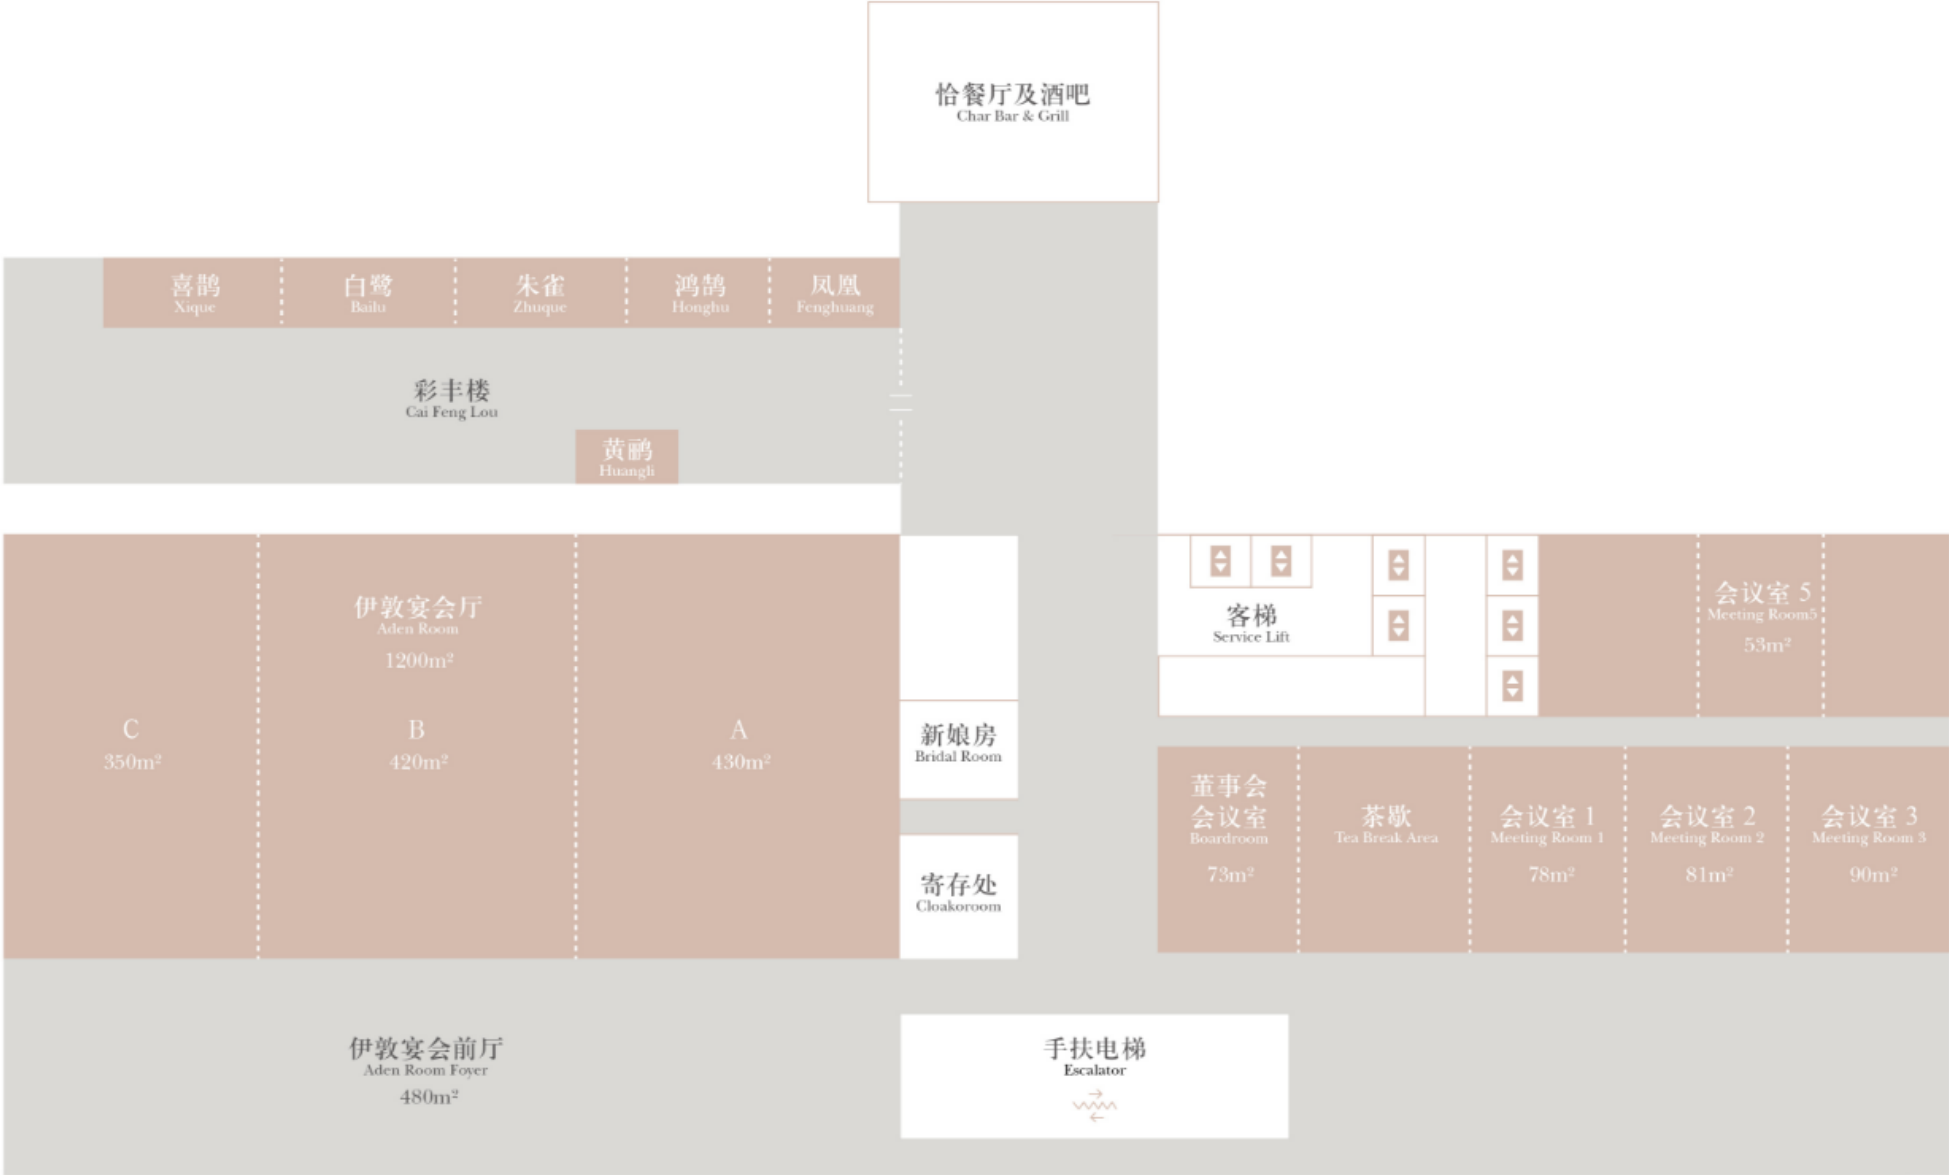 恰餐厅及酒吧
Char Bar & Grill
喜鹊
Xique
白鹭
Bailu
朱雀
Zhuque
鸿鹄
Honghu
凤凰
Fenghuang
彩丰楼
Cai Feng Lou
黄鹂
Huangli
伊敦宴会厅
Aden Room
1200m²
C
350m²
B
420m²
A
430m²
新娘房
Bridal Room
寄存处
Cloakoroom
客梯
Service Lift
会议室 5
Meeting Room5
53m²
董事会
会议室
Boardroom
73m²
茶歇
Tea Break Area
会议室 1
Meeting Room 1
78m²
会议室 2
Meeting Room 2
81m²
会议室 3
Meeting Room 3
90m²
伊敦宴会前厅
Aden Room Foyer
480m²
手扶电梯
Escalator